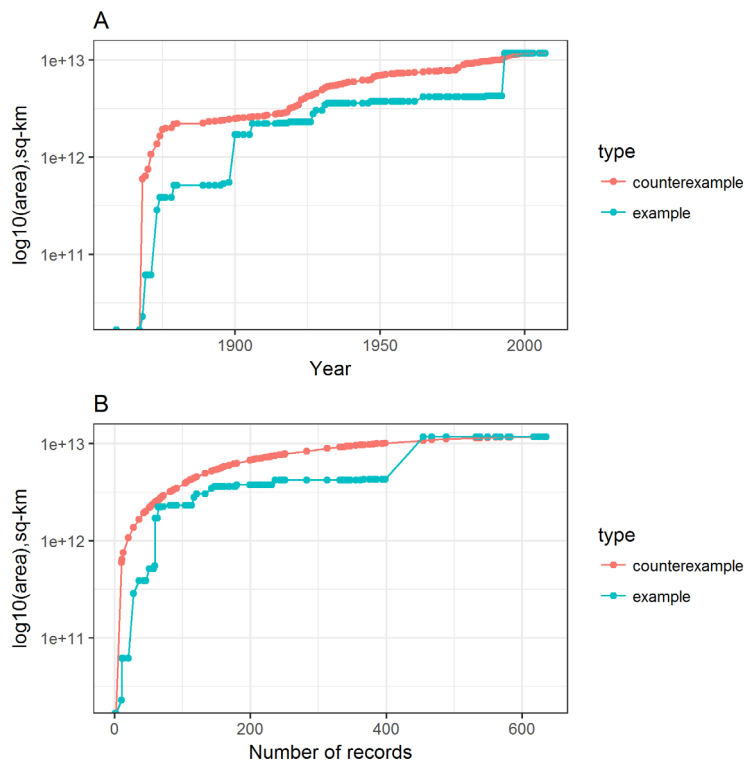 A
log10(area),sq-km
1e+13
1e+12
1e+11
1900
1950
2000
Year
type
counterexample
example
B
log10(area),sq-km
1e+13
1e+12
1e+11
0
200
400
600
Number of records
type
counterexample
example